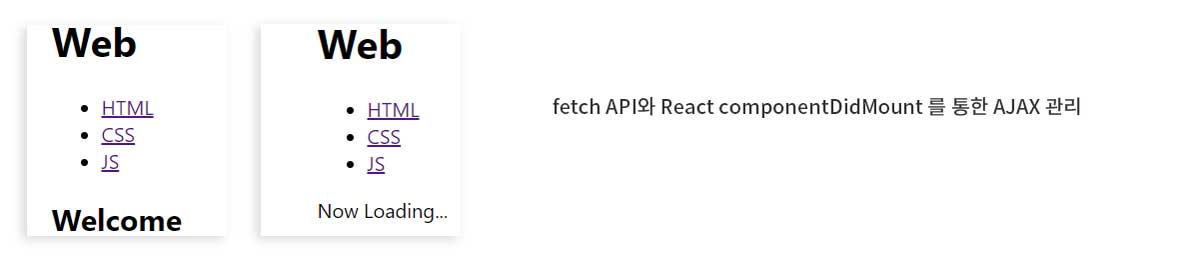 Web
HTML
CSS
JS
Welcome
Web
HTML
CSS
JS
Now Loading...
fetch API와 React componentDidMount 를 통한 AJAX 관리